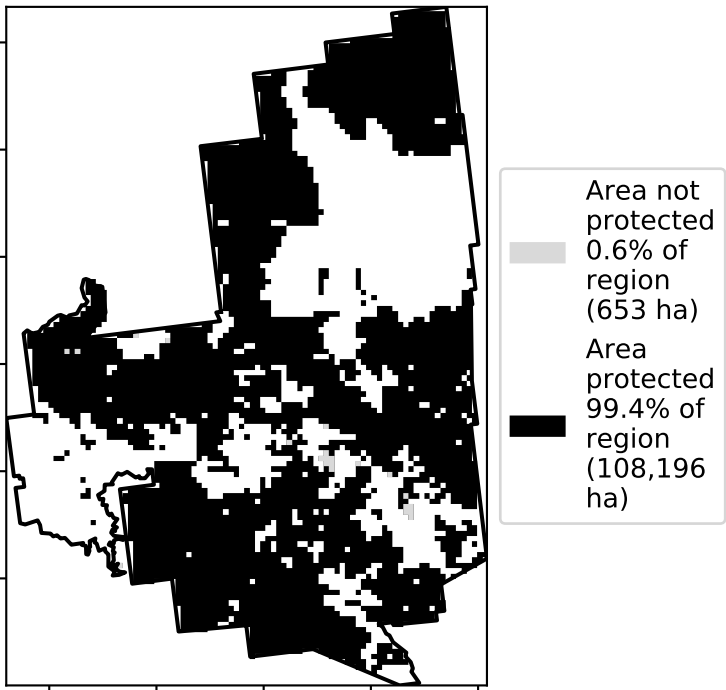 Area not
protected
0.6% of
region
(653 ha)
Area
protected
99.4% of
region
(108,196
ha)